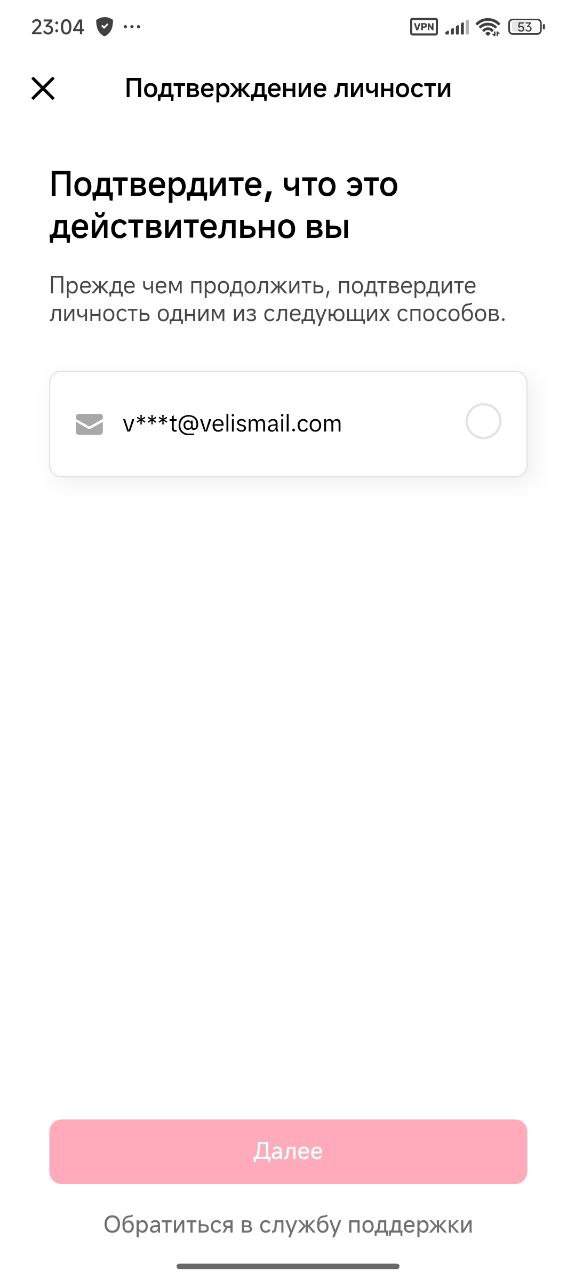 23:04 ...
VPN 53
Подтверждение личности
Подтвердите, что это
действительно вы
Прежде чем продолжить, подтвердите
личность одним из следующих способов.
v***t@velismail.com
Далее
Обратиться в службу поддержки